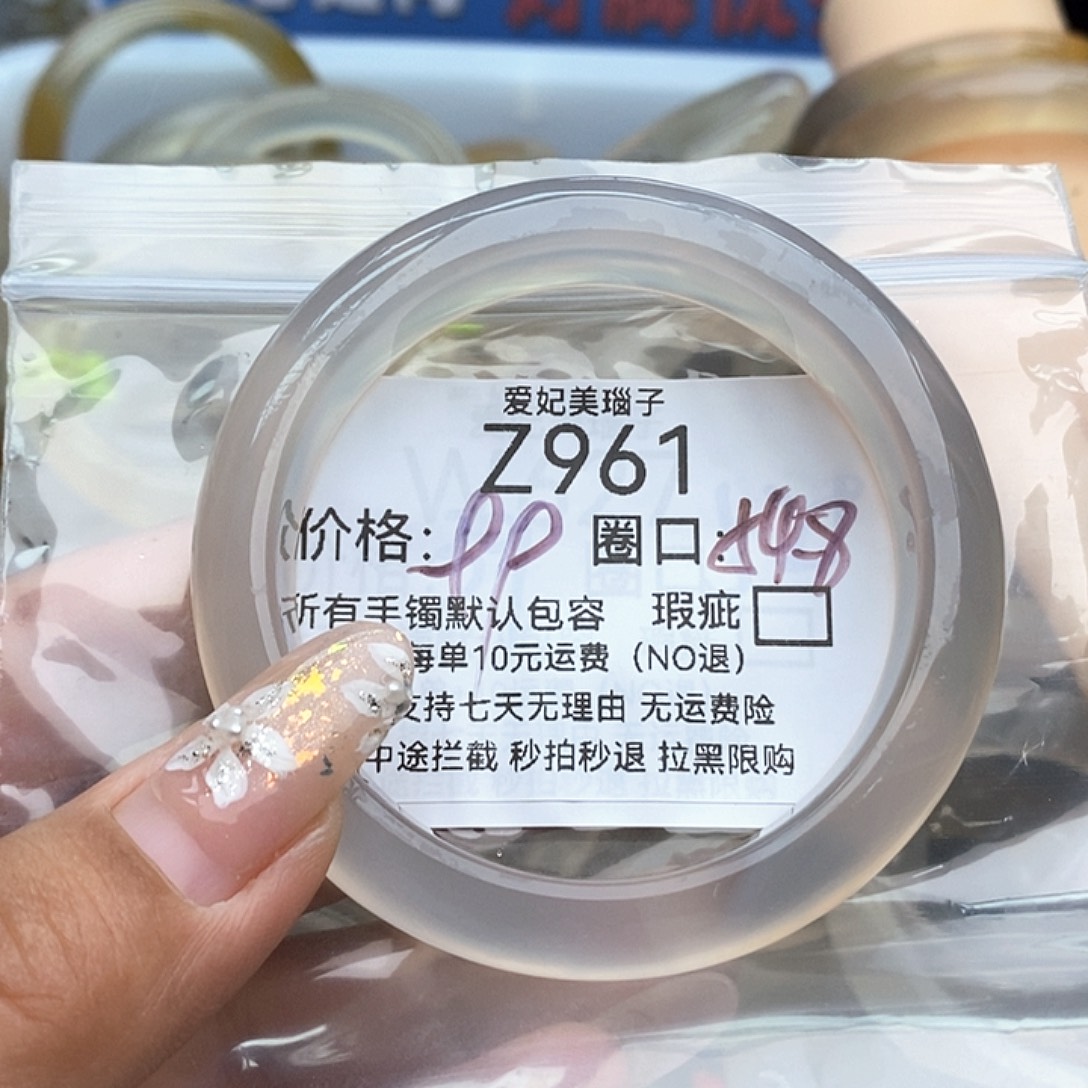 爱妃美瑙子
Z961
价格: 圈口:
所有手镯默认包容 瑕疵
每单10元运费（NO退）
支持七天无理由 无运费险
中途拦截 秒拍秒退 拉黑限购